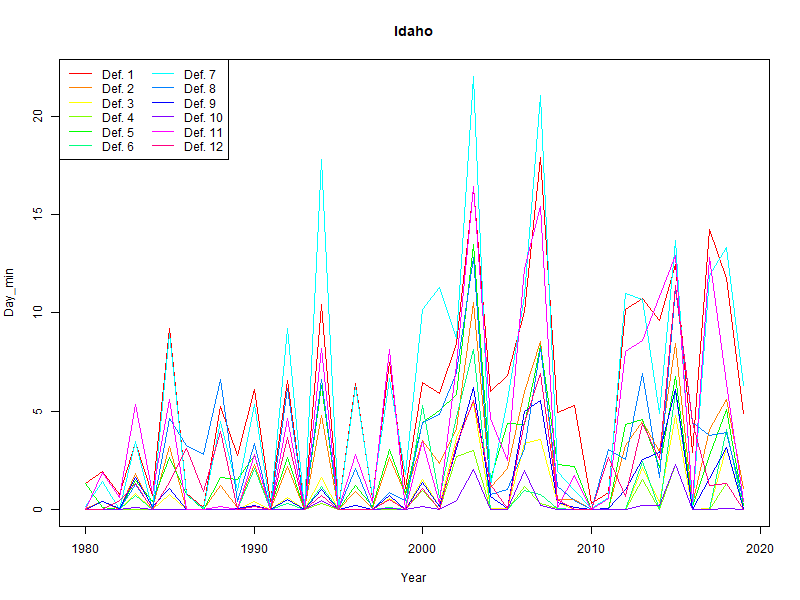 Idaho
Def. 1 Def. 7
Def. 2 Def. 8
Def. 3 Def. 9
Def. 4 Def. 10
Def. 5 Def. 11
Def. 6 Def. 12
20
15
10
5
0
Day_min
1980 1990 2000 2010 2020
Year